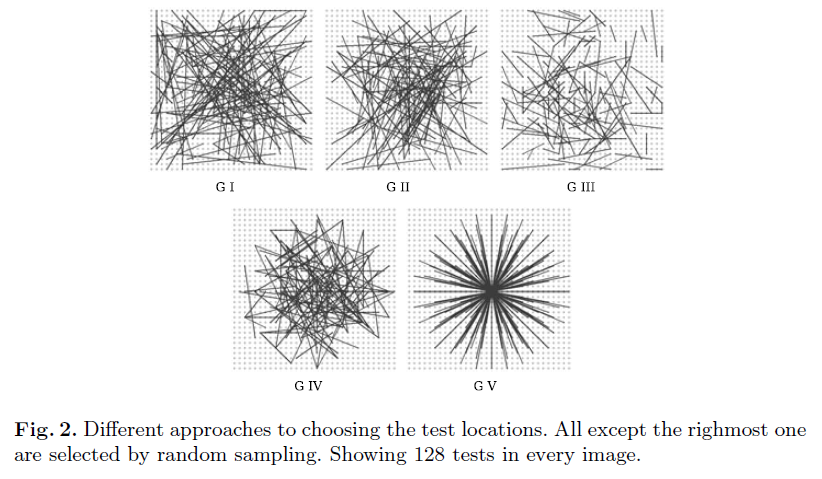 G I
G II
G III
G IV
G V
Fig. 2. Different approaches to choosing the test locations. All except the righmost one
are selected by random sampling. Showing 128 tests in every image.